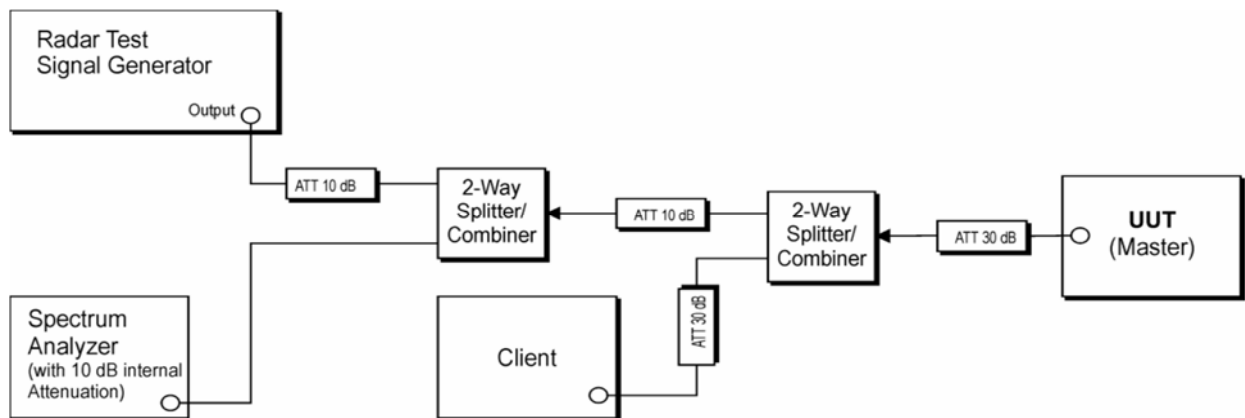 Radar Test
Signal Generator
Output
ATT 10 dB
2-Way
Splitter/
Combiner
ATT 10 dB
2-Way
Splitter/
Combiner
ATT 30 dB
UUT
(Master)
Spectrum
Analyzer
(with 10 dB internal
Attenuation)
Client
ATT 30 dB